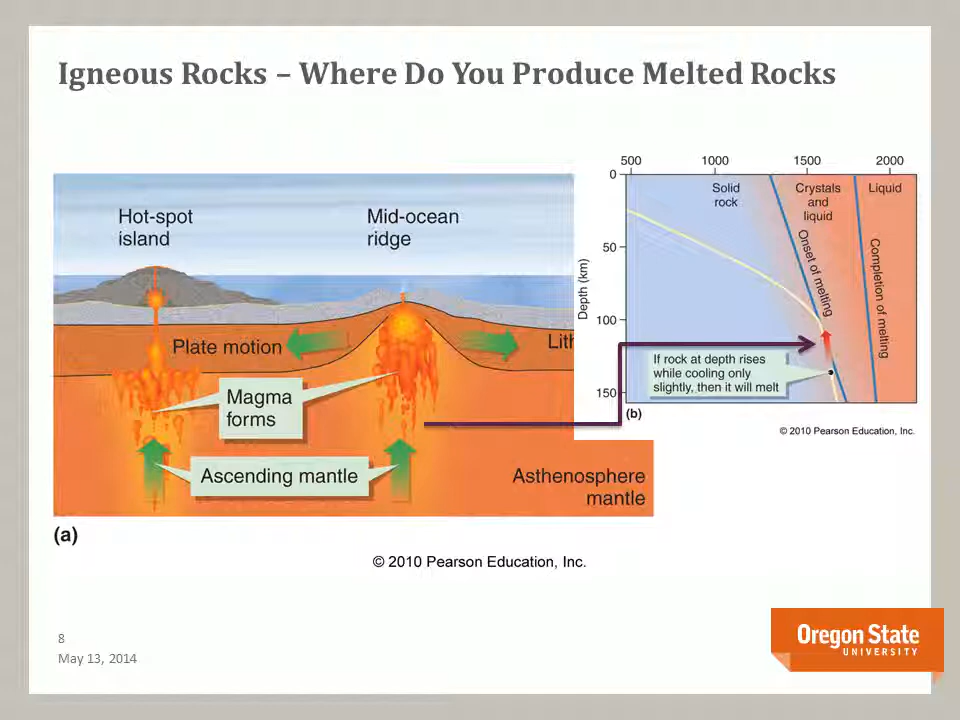 Igneous Rocks – Where Do You Produce Melted Rocks
Hot-spot
island
Mid-ocean
ridge
Plate motion
Lith
Magma
forms
Ascending mantle
Asthenosphere
mantle
(a)
© 2010 Pearson Education, Inc.
500 1000 1500 2000
0
50
100
150
Depth (km)
Solid
rock
Crystals
and
liquid
Liquid
Onset of melting
Completion of melting
If rock at depth rises
while cooling only
slightly, then it will melt
(b)
© 2010 Pearson Education, Inc.
8
May 13, 2014
Oregon State
UNIVERSITY